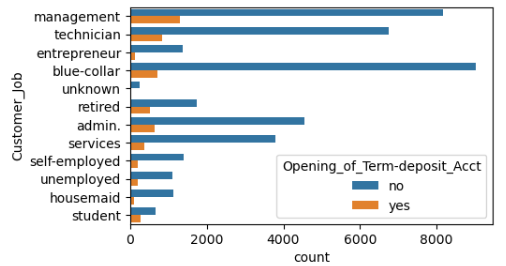 management
technician
entrepreneur
blue-collar
unknown
retired
admin.
services
self-employed
unemployed
housemaid
student
Customer_Job
Opening_of_Term-deposit_Acct
no
yes
0 2000 4000 6000 8000
count